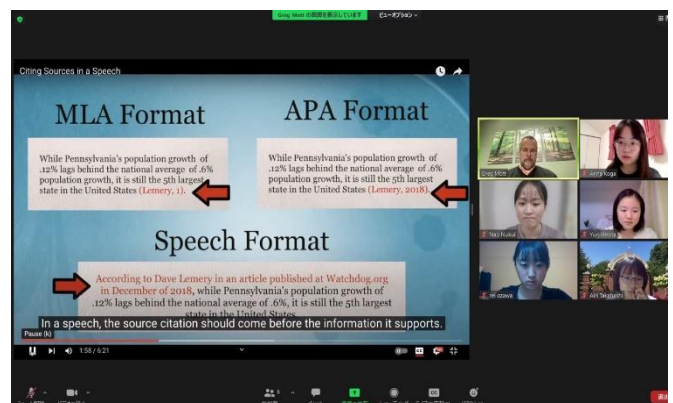 Greg Mott の画面を表示しています
ビューオプション
Citing Sources in a Speech
MLA Format
While Pennsylvania's population growth of
.12% lags behind the national average of .6%
population growth, it is still the 5th largest
state in the United States (Lemery, 1).
APA Format
While Pennsylvania's population growth of
.12% lags behind the national average of .6%
population growth, it is still the 5th largest
state in the United States (Lemery, 2018).
Speech Format
According to Dave Lemery in an article published at Watchdog.org
in December of 2018, while Pennsylvania's population growth of
.12% lags behind the national average of .6%, it is still the 5th largest
state in the United States.
In a speech, the source citation should come before the information it supports.
Pause (k)
1:58 / 6:21
Greg Mott
Koga
Nao Nukui
Yuri
rei ozawa
Airi